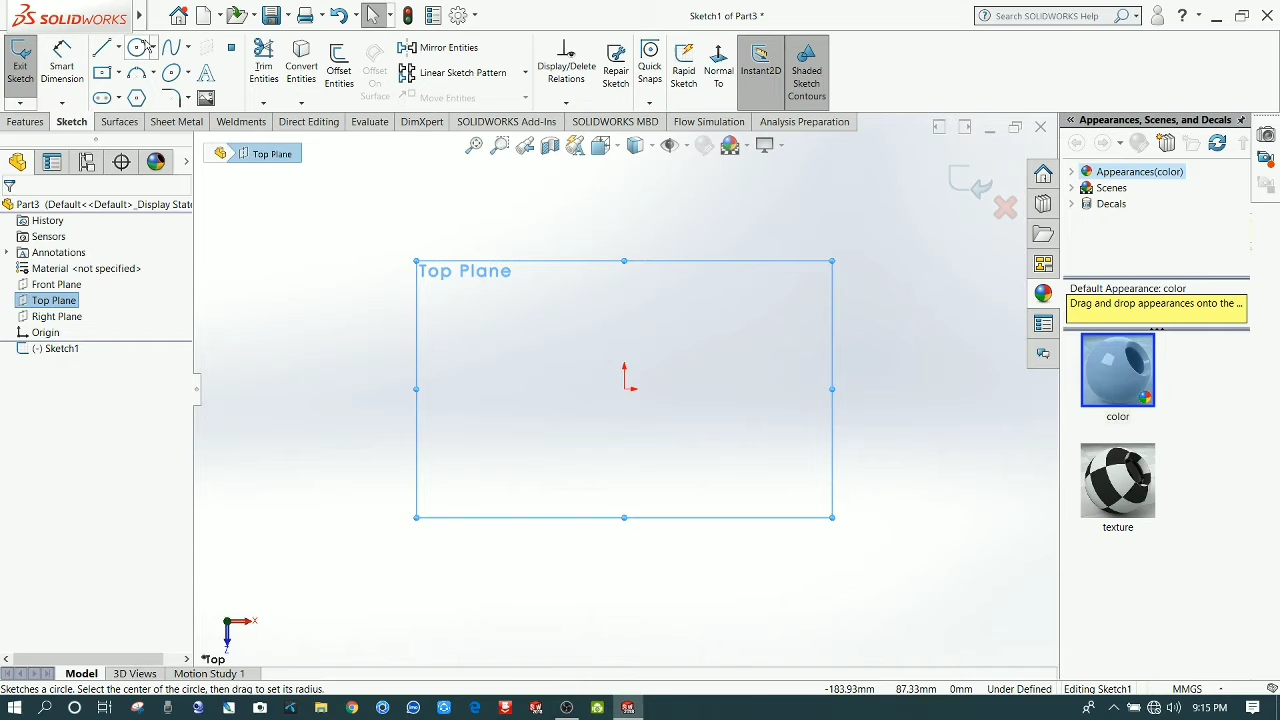 SOLIDWORKS
Sketch1 of Part3 *
Search SOLIDWORKS Help
Exit Sketch
Smart Dimension
Trim Entities
Convert Entities
Offset Entities
Offset On Surface
Mirror Entities
Linear Sketch Pattern
Move Entities
Display/Delete Relations
Repair Sketch
Quick Snaps
Rapid Sketch
Normal To
Instant2D
Shaded Sketch Contours
Features
Sketch
Surfaces
Sheet Metal
Weldments
Direct Editing
Evaluate
DimXpert
SOLIDWORKS Add-Ins
SOLIDWORKS MBD
Flow Simulation
Analysis Preparation
Top Plane
Part3 (Default<<Default>_Display State
History
Sensors
Annotations
Material <not specified>
Front Plane
Top Plane
Right Plane
Origin
(-) Sketch1
Top Plane
X
Z
*Top
Appearances, Scenes, and Decals
Appearances(color)
Scenes
Decals
Default Appearance: color
Drag and drop appearances onto the ...
color
texture
Model
3D Views
Motion Study 1
Sketches a circle. Select the center of the circle, then drag to set its radius.
-183.93mm
87.33mm
0mm
Under Defined
Editing Sketch1
MMGS
9:15 PM